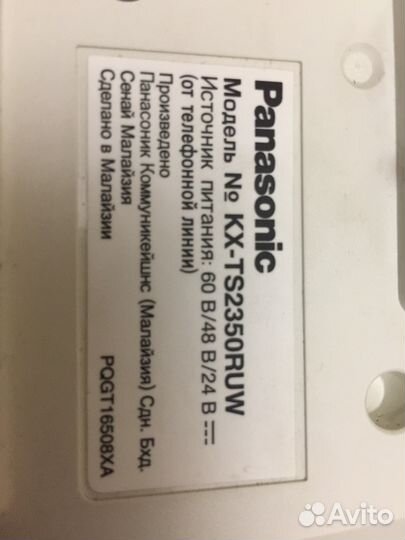 Panasonic
Модель № KX-TS2350RUW
Источник питания: 60 В/48 В/24 В ⎓
(от телефонной линии)
Произведено
Панасоник Коммуникейшнс (Малайзия) Сдн. Бхд.
Сенай Малайзия
Сделано в Малайзии
PQGT16508XA
Avito